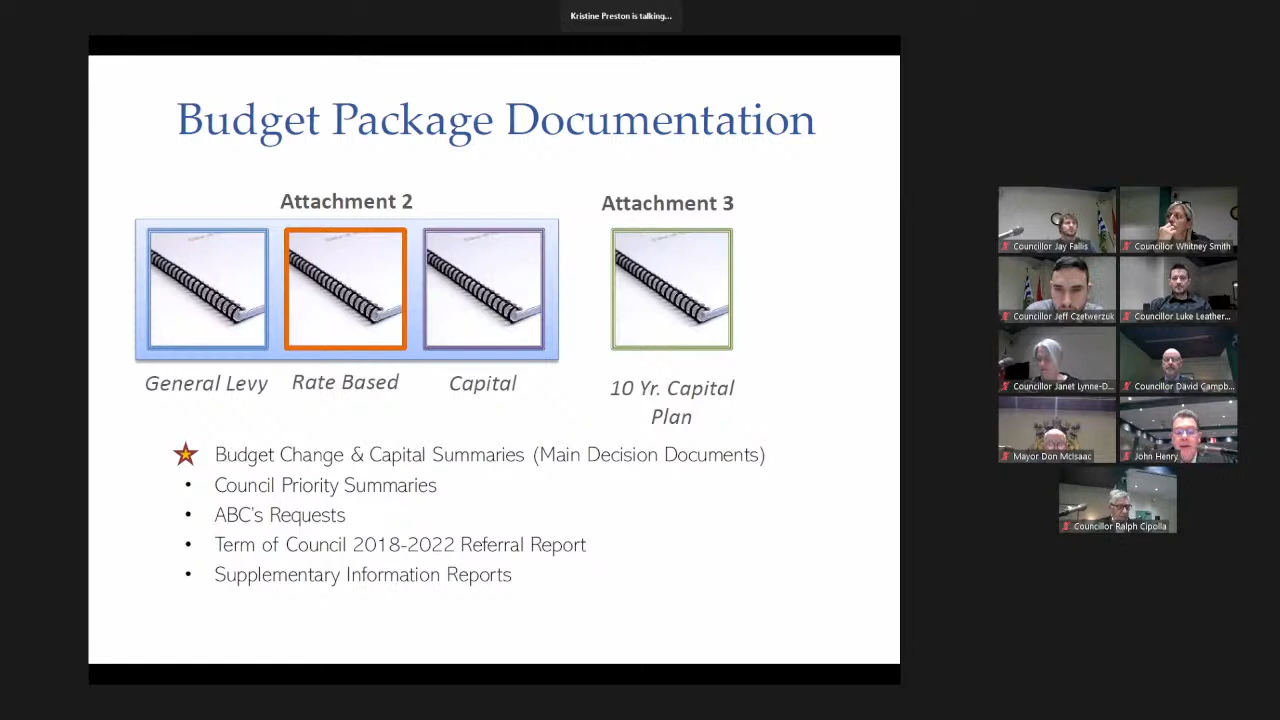 Kristine Preston is talking...
Budget Package Documentation
Attachment 2
Attachment 3
General Levy
Rate Based
Capital
10 Yr. Capital
Plan
Budget Change & Capital Summaries (Main Decision Documents)
• Council Priority Summaries
• ABC's Requests
• Term of Council 2018-2022 Referral Report
• Supplementary Information Reports
Councillor Jay Fallis
Councillor Whitney Smith
Councillor Jeff Czetwerzuk
Councillor Luke Leather...
Councillor Janet Lynne-D...
Councillor David Campb...
Mayor Don McIsaac
John Henry
Councillor Ralph Cipolla